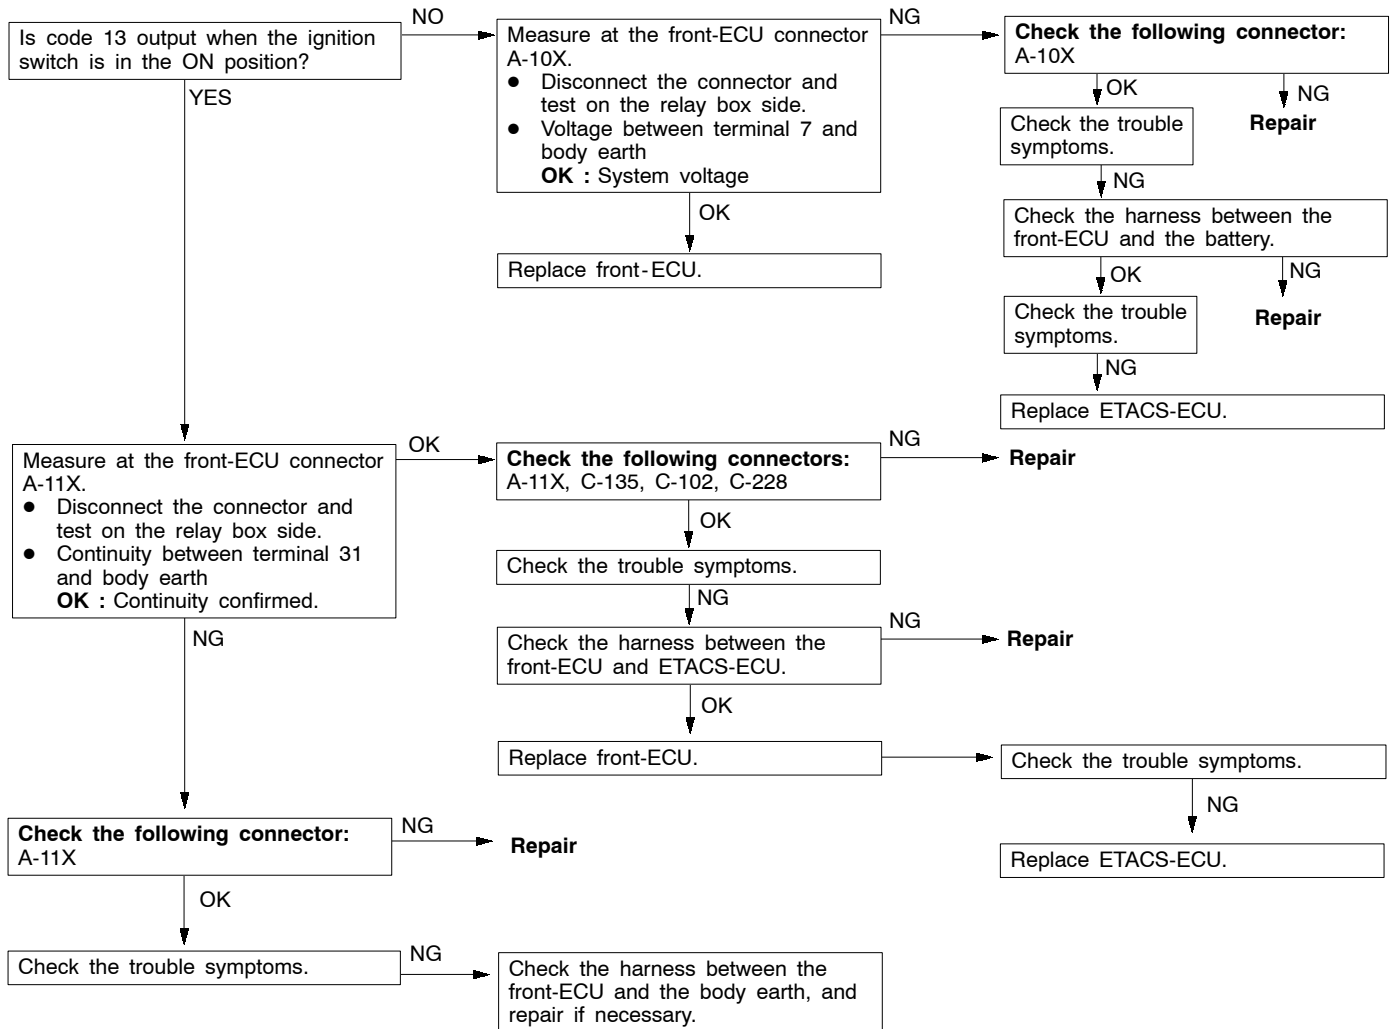 Is code 13 output when the ignition
switch is in the ON position?
NO
Measure at the front-ECU connector
A-10X.
● Disconnect the connector and
test on the relay box side.
● Voltage between terminal 7 and
body earth
OK : System voltage
NG
Check the following connector:
A-10X
OK
NG
Repair
Check the trouble
symptoms.
NG
Check the harness between the
front-ECU and the battery.
OK
NG
Repair
Check the trouble
symptoms.
NG
Replace ETACS-ECU.
OK
Replace front-ECU.
YES
Measure at the front-ECU connector
A-11X.
● Disconnect the connector and
test on the relay box side.
● Continuity between terminal 31
and body earth
OK : Continuity confirmed.
OK
Check the following connectors:
A-11X, C-135, C-102, C-228
NG
Repair
OK
Check the trouble symptoms.
NG
Check the harness between the
front-ECU and ETACS-ECU.
NG
Repair
OK
Replace front-ECU.
Check the trouble symptoms.
NG
Replace ETACS-ECU.
NG
Check the following connector:
A-11X
NG
Repair
OK
Check the trouble symptoms.
NG
Check the harness between the
front-ECU and the body earth, and
repair if necessary.